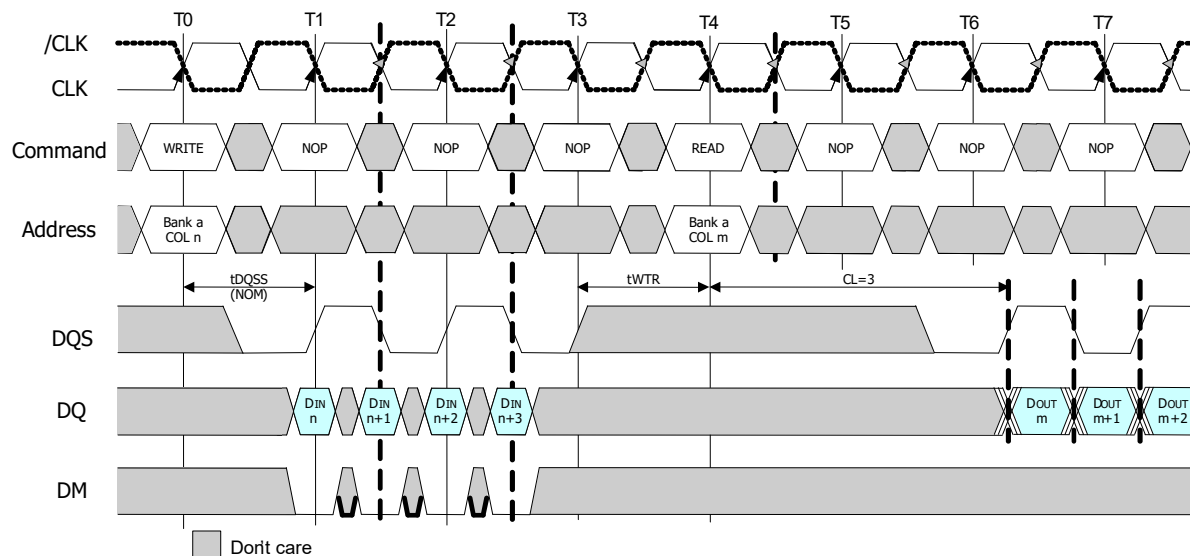 T0 T1 T2 T3 T4 T5 T6 T7
/CLK
CLK
Command WRITE NOP NOP NOP READ NOP NOP NOP
Address Bank a COL n Bank a COL m
tDQSS
(NOM)
tWTR
CL=3
DQS
DQ DIN n DIN n+1 DIN n+2 DIN n+3 DOUT m DOUT m+1 DOUT m+2
DM
Don't care